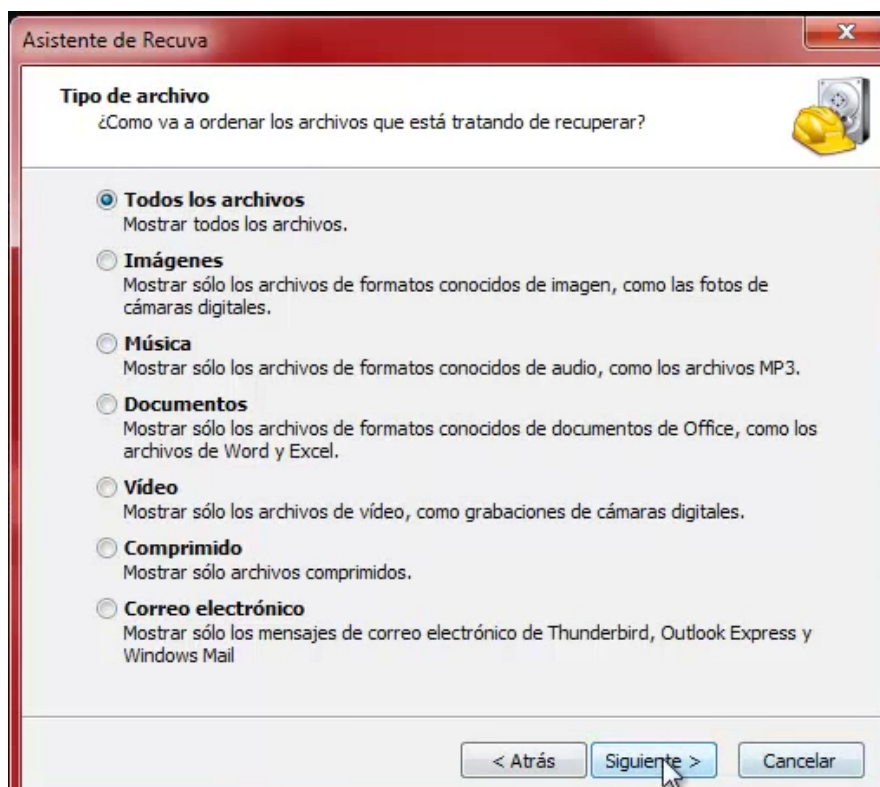 Asistente de Recuva
Tipo de archivo
¿Como va a ordenar los archivos que está tratando de recuperar?
Todos los archivos
Mostrar todos los archivos.
Imágenes
Mostrar sólo los archivos de formatos conocidos de imagen, como las fotos de
cámaras digitales.
Música
Mostrar sólo los archivos de formatos conocidos de audio, como los archivos MP3.
Documentos
Mostrar sólo los archivos de formatos conocidos de documentos de Office, como los
archivos de Word y Excel.
Vídeo
Mostrar sólo los archivos de vídeo, como grabaciones de cámaras digitales.
Comprimido
Mostrar sólo archivos comprimidos.
Correo electrónico
Mostrar sólo los mensajes de correo electrónico de Thunderbird, Outlook Express y
Windows Mail
< Atrás Siguiente > Cancelar